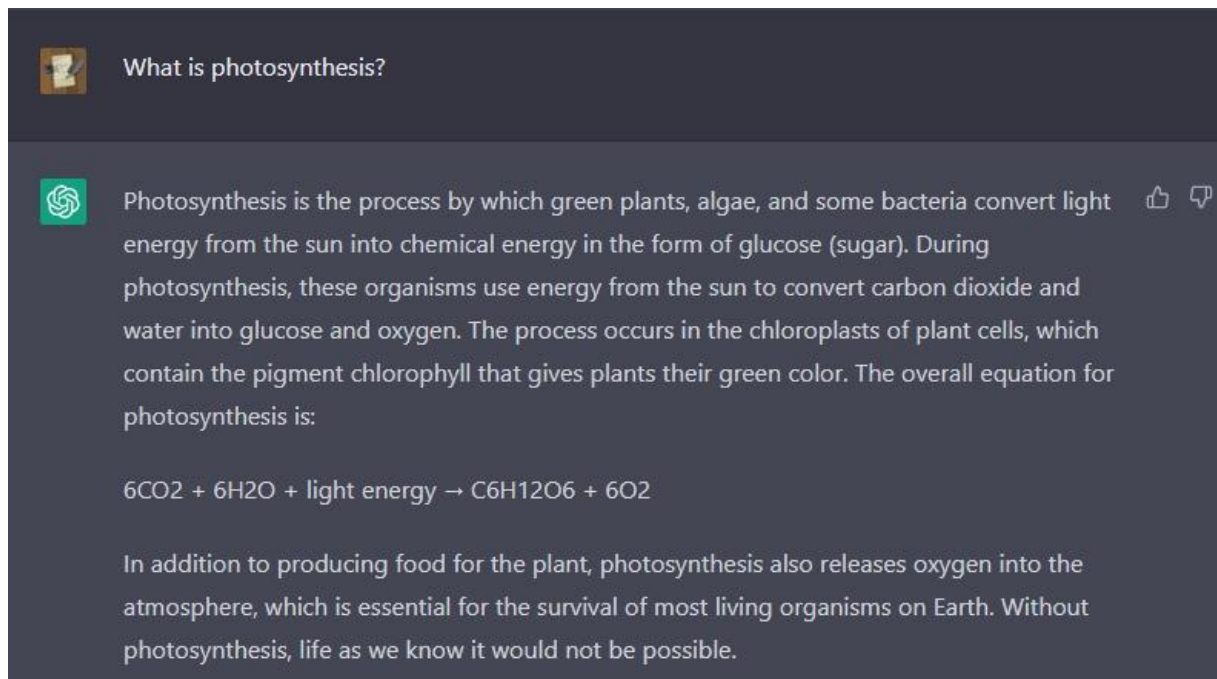 What is photosynthesis?
Photosynthesis is the process by which green plants, algae, and some bacteria convert light
energy from the sun into chemical energy in the form of glucose (sugar). During
photosynthesis, these organisms use energy from the sun to convert carbon dioxide and
water into glucose and oxygen. The process occurs in the chloroplasts of plant cells, which
contain the pigment chlorophyll that gives plants their green color. The overall equation for
photosynthesis is:
6CO2 + 6H2O + light energy → C6H12O6 + 6O2
In addition to producing food for the plant, photosynthesis also releases oxygen into the
atmosphere, which is essential for the survival of most living organisms on Earth. Without
photosynthesis, life as we know it would not be possible.